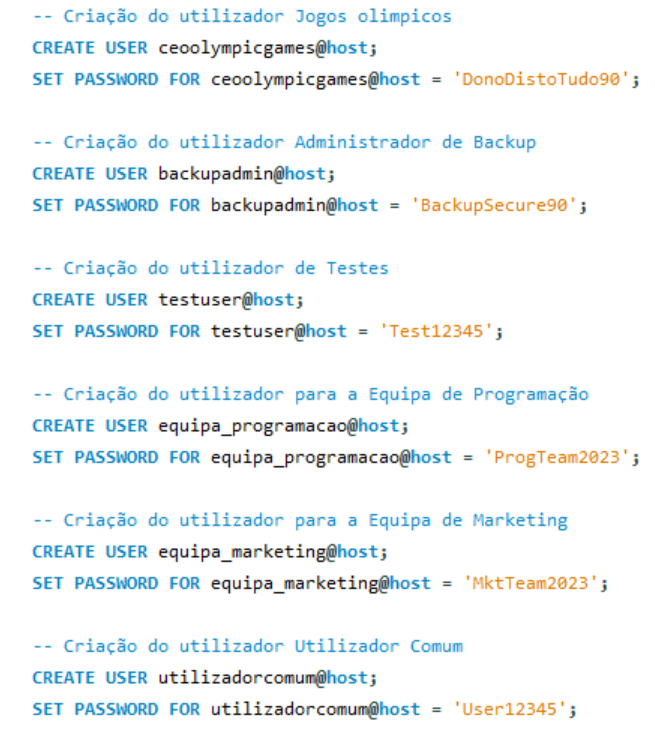 -- Criação do utilizador Jogos olimpicos
CREATE USER ceoolympicgames@host;
SET PASSWORD FOR ceoolympicgames@host = 'DonoDistoTudo90';
-- Criação do utilizador Administrador de Backup
CREATE USER backupadmin@host;
SET PASSWORD FOR backupadmin@host = 'BackupSecure90';
-- Criação do utilizador de Testes
CREATE USER testuser@host;
SET PASSWORD FOR testuser@host = 'Test12345';
-- Criação do utilizador para a Equipa de Programação
CREATE USER equipa_programacao@host;
SET PASSWORD FOR equipa_programacao@host = 'ProgTeam2023';
-- Criação do utilizador para a Equipa de Marketing
CREATE USER equipa_marketing@host;
SET PASSWORD FOR equipa_marketing@host = 'MktTeam2023';
-- Criação do utilizador Utilizador Comum
CREATE USER utilizadorcomum@host;
SET PASSWORD FOR utilizadorcomum@host = 'User12345';